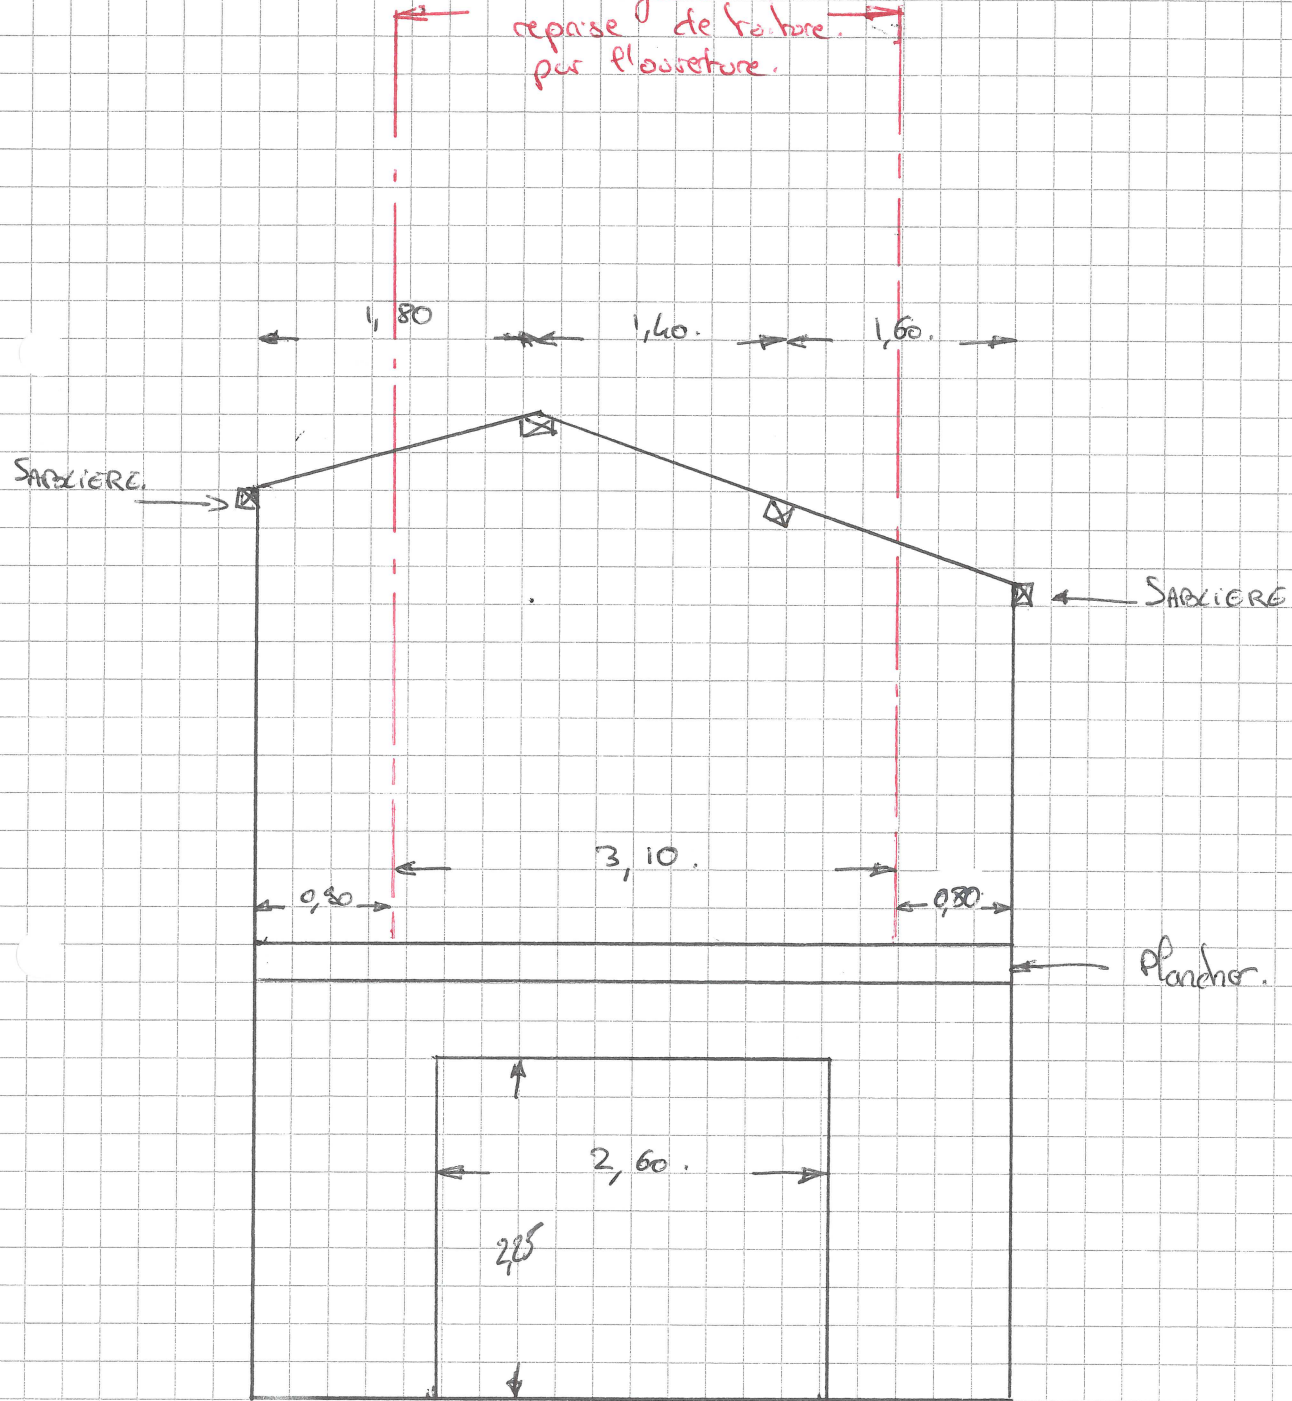 reprise de toiture.
par l'ouverture.
1,80
1,40.
1,60.
SABLIERE.
SABLIERE
3,10.
0,80
0,80
Plancher.
2,60.
2,25